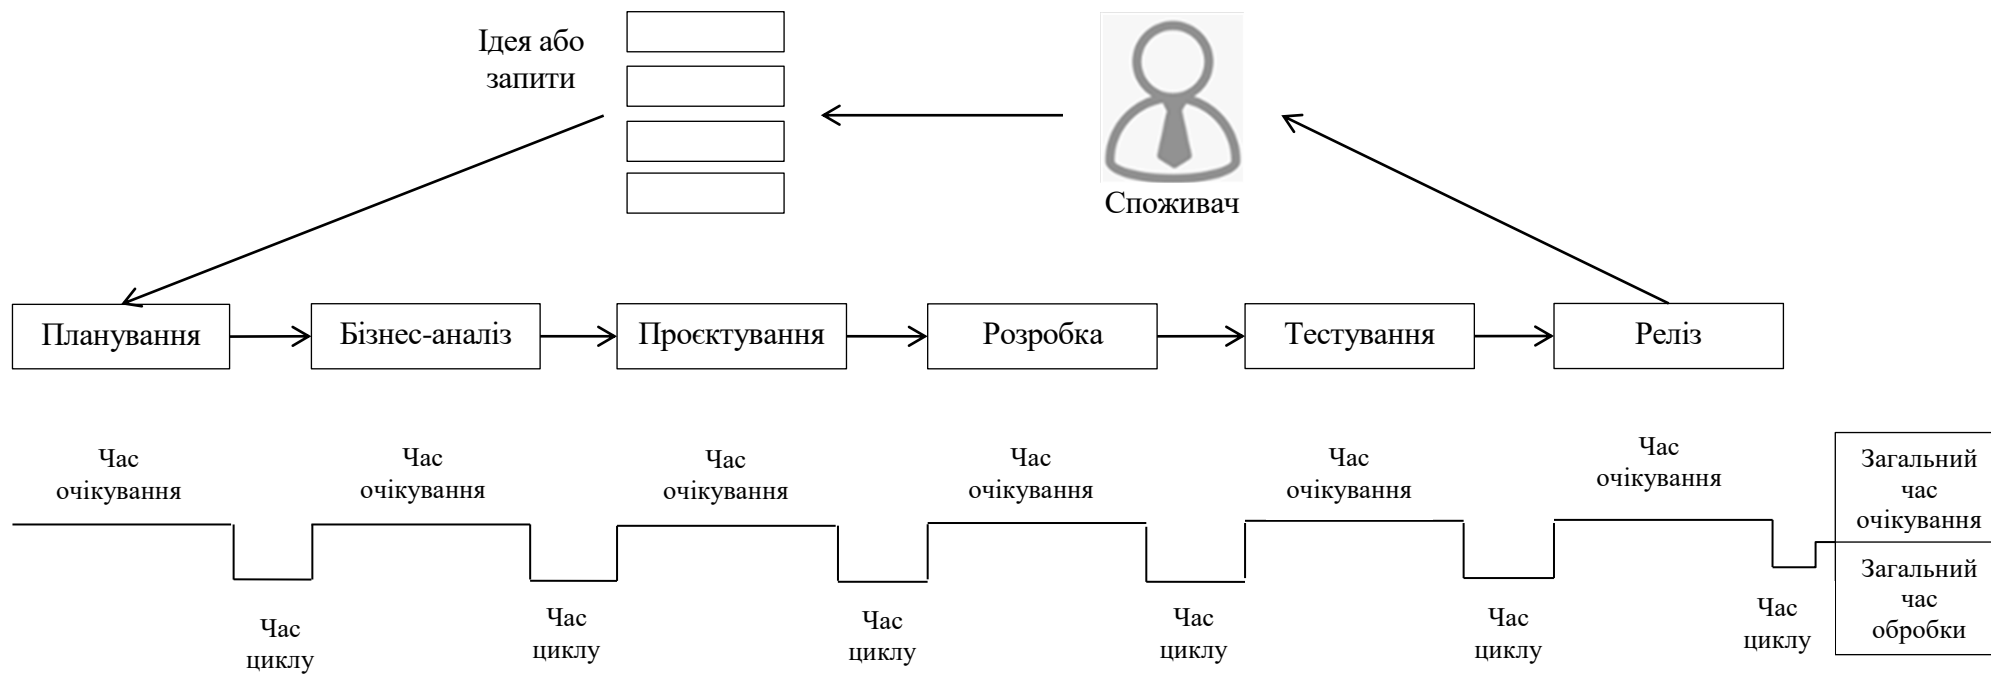 Ідея або
запити
Споживач
Планування
Бізнес-аналіз
Проєктування
Розробка
Тестування
Реліз
Час
очікування
Час
очікування
Час
очікування
Час
очікування
Час
очікування
Час
очікування
Загальний
час
очікування
Загальний
час
обробки
Час
циклу
Час
циклу
Час
циклу
Час
циклу
Час
циклу
Час
циклу